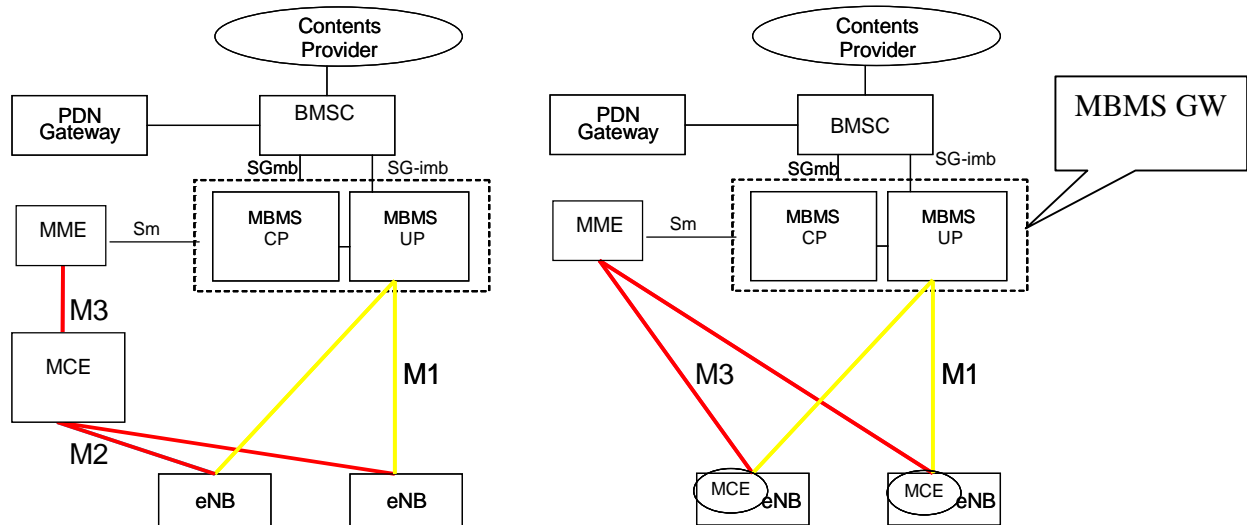 Contents
Provider
PDN
Gateway
BMSC
SGmb
SG-imb
MME
Sm
MBMS
CP
MBMS
UP
M3
MCE
M1
M2
eNB
eNB
Contents
Provider
PDN
Gateway
BMSC
MBMS GW
SGmb
SG-imb
MME
Sm
MBMS
CP
MBMS
UP
M3
M1
MCE
eNB
MCE
eNB